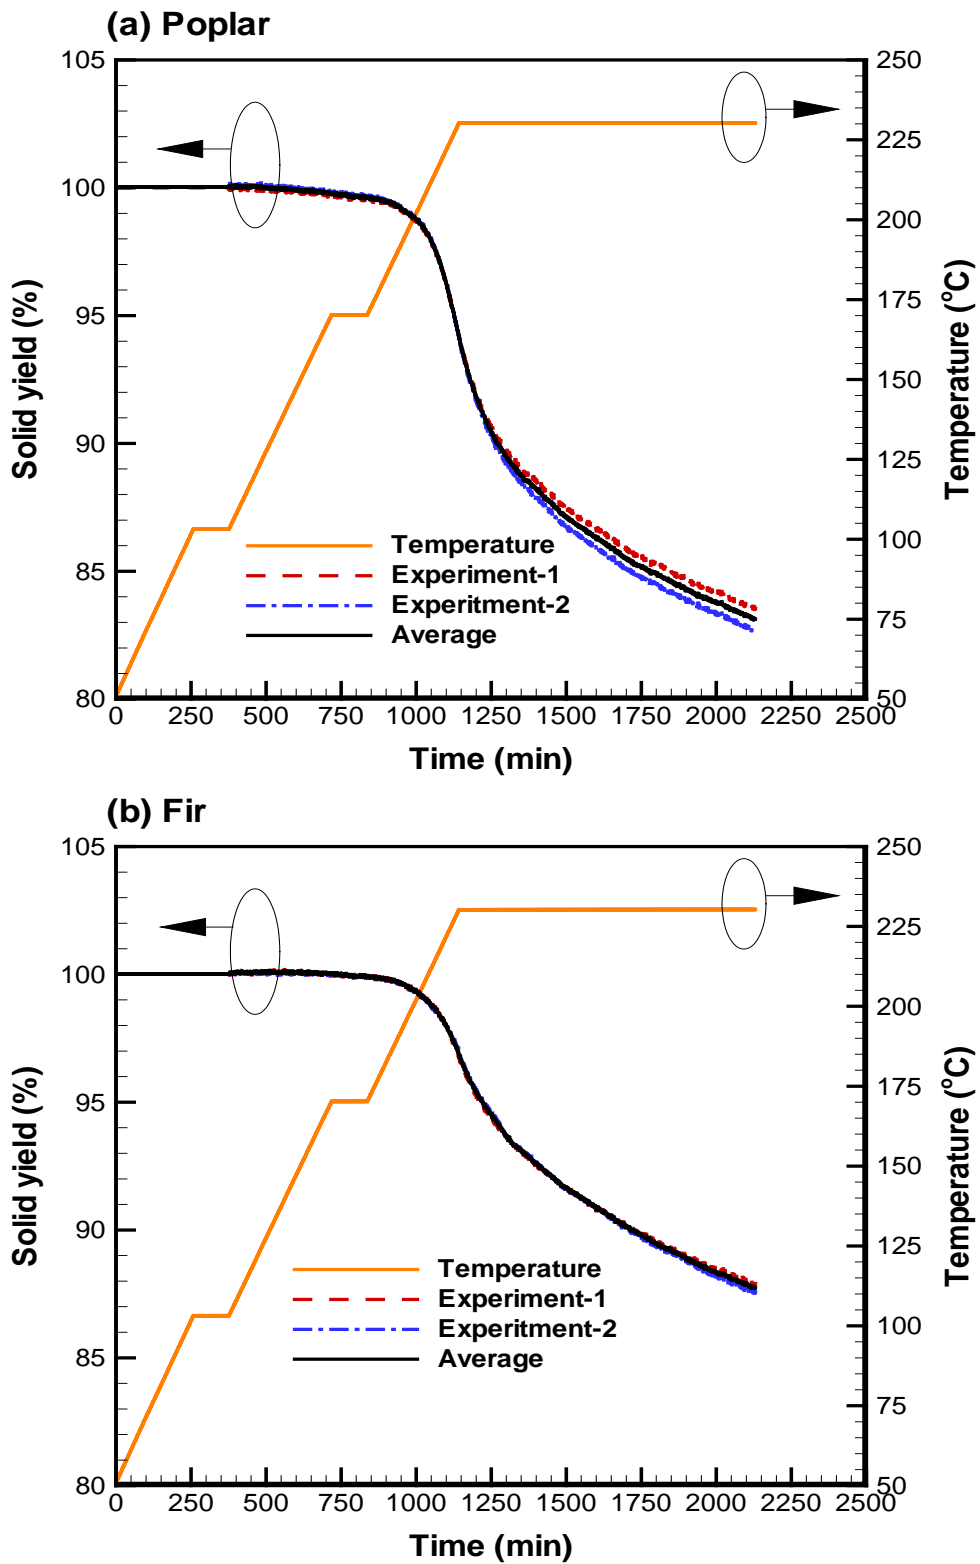 (a) Poplar
105
100
95
90
85
80
250
225
200
175
150
125
100
75
50
Solid yield (%)
Temperature (°C)
Temperature
Experiment-1
Experitment-2
Average
0 250 500 750 1000 1250 1500 1750 2000 2250 2500
Time (min)
(b) Fir
105
100
95
90
85
80
250
225
200
175
150
125
100
75
50
Solid yield (%)
Temperature (°C)
Temperature
Experiment-1
Experitment-2
Average
0 250 500 750 1000 1250 1500 1750 2000 2250 2500
Time (min)